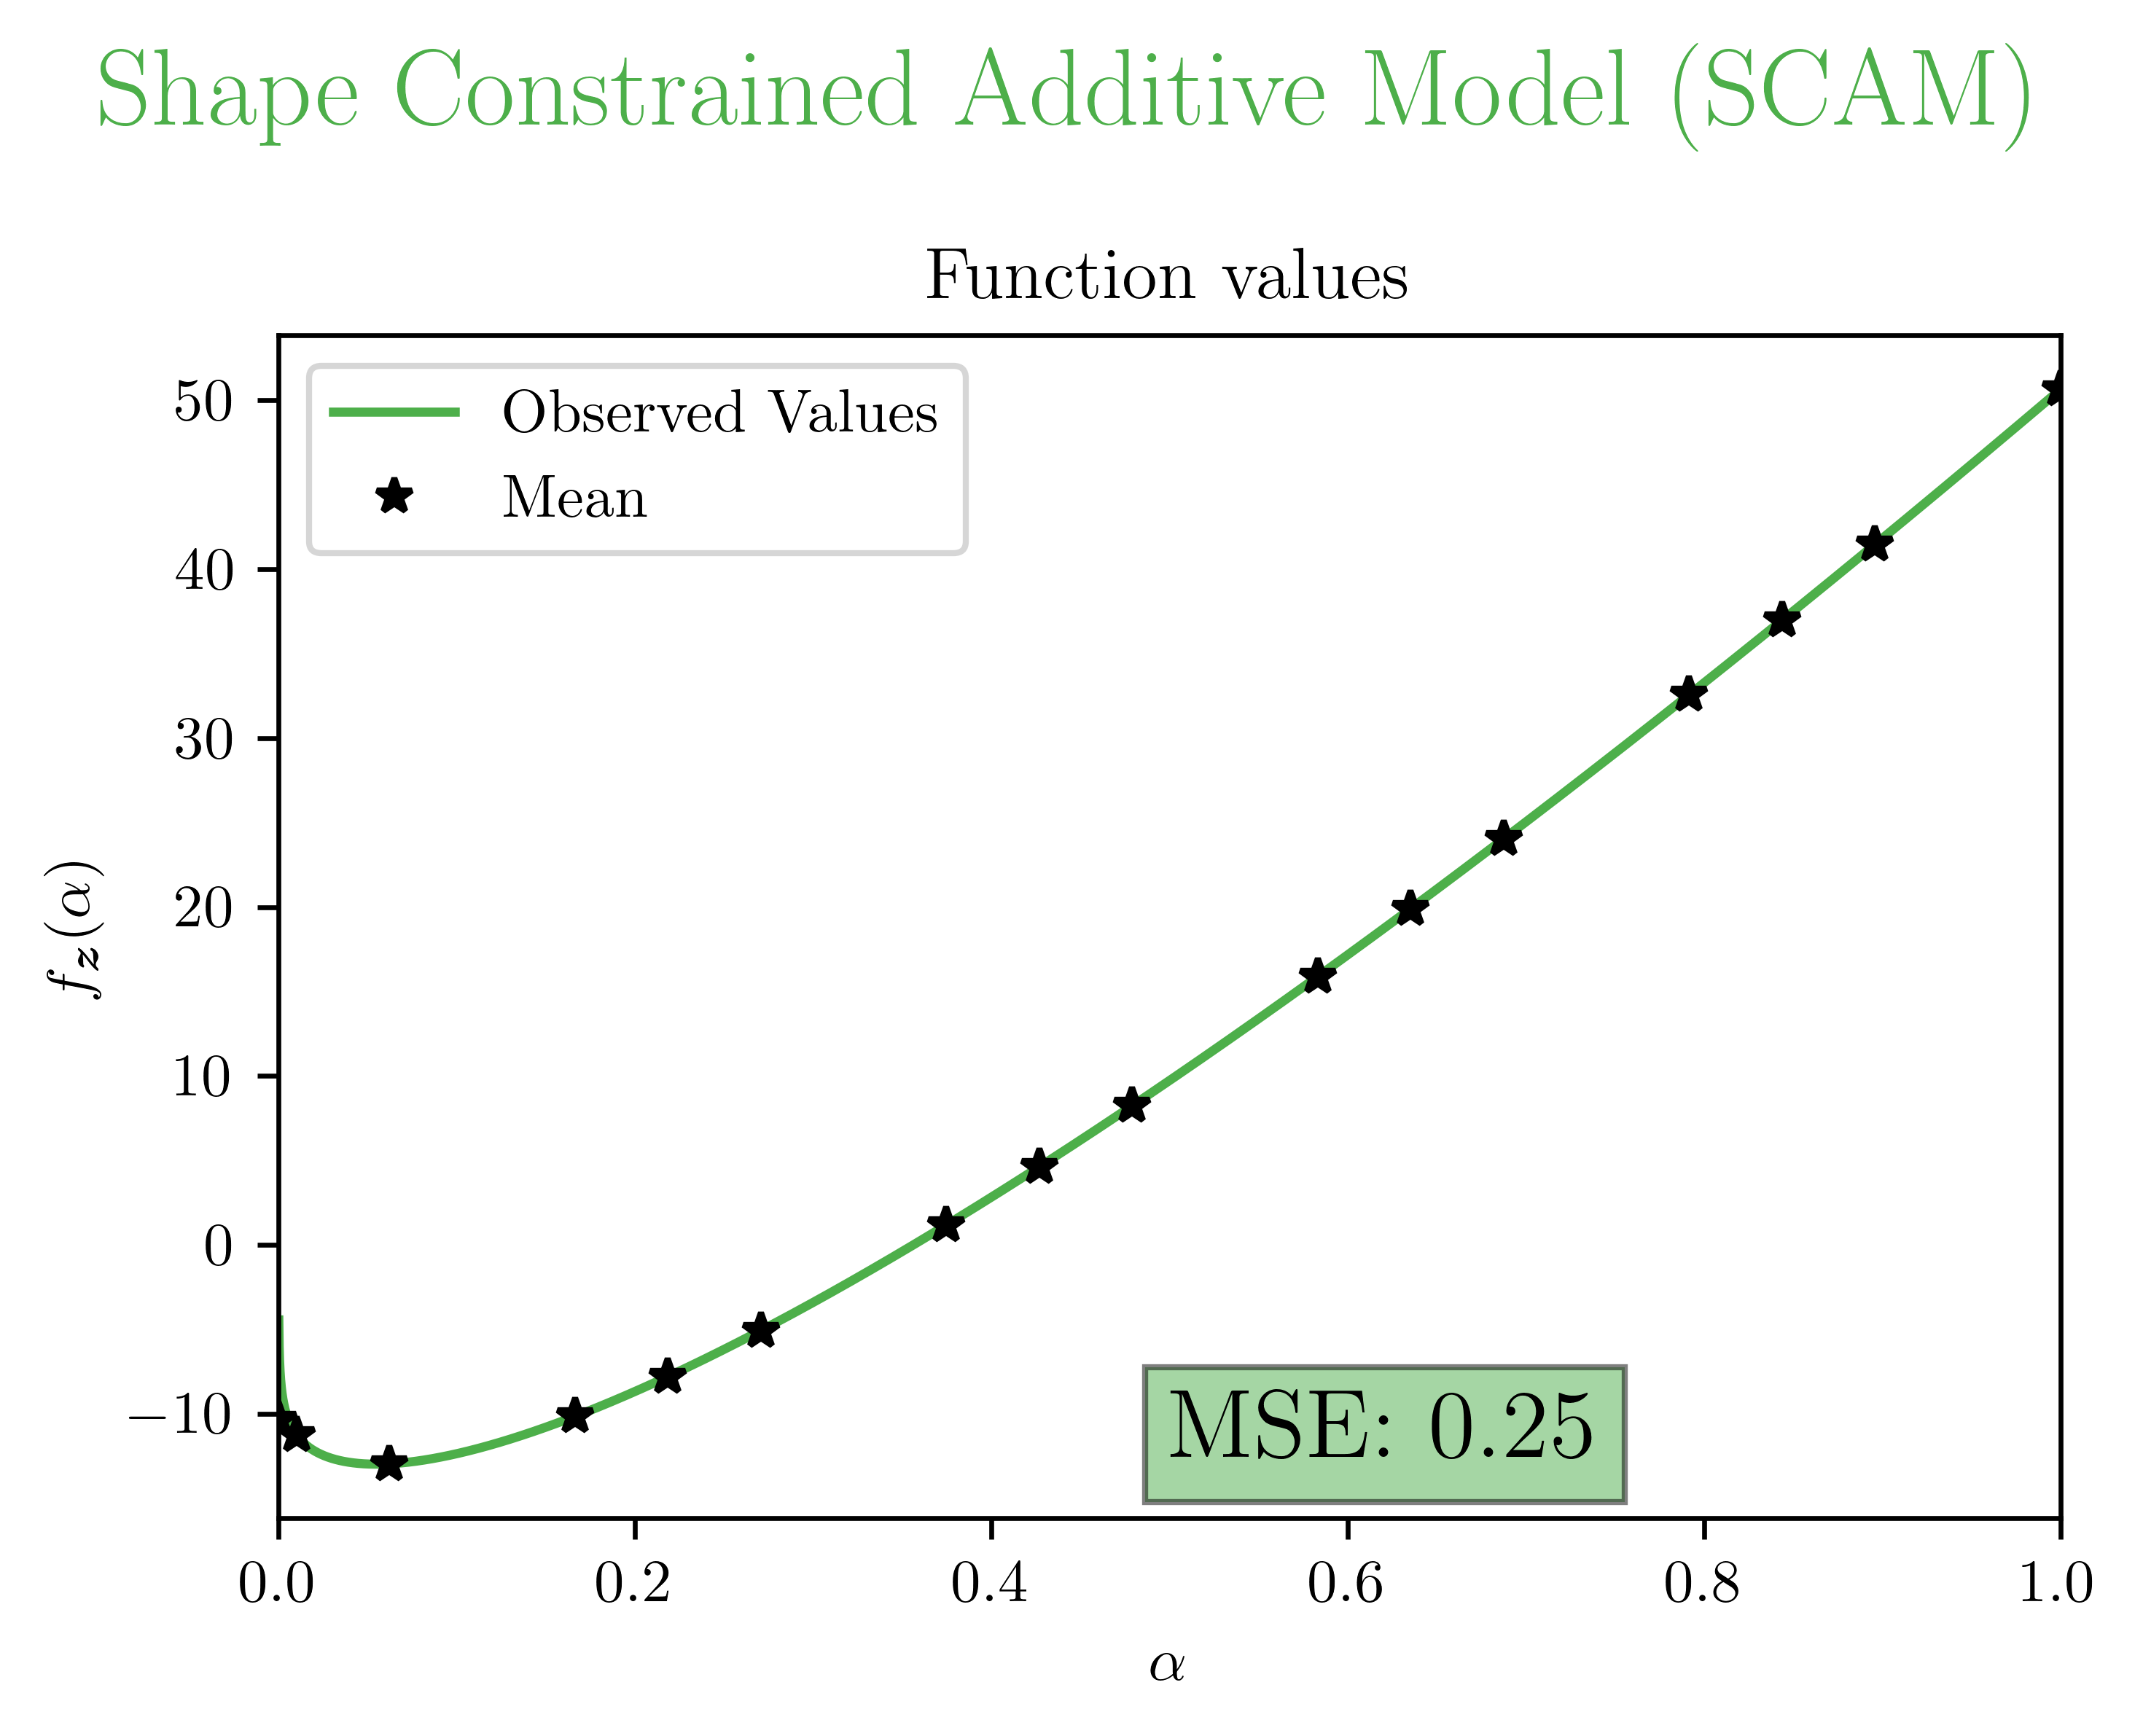 Shape Constrained Additive Model (SCAM)
Function values
Observed Values
Mean
50
40
30
20
10
0
−10
f_z(α)
MSE: 0.25
0.0 0.2 0.4 0.6 0.8 1.0
α